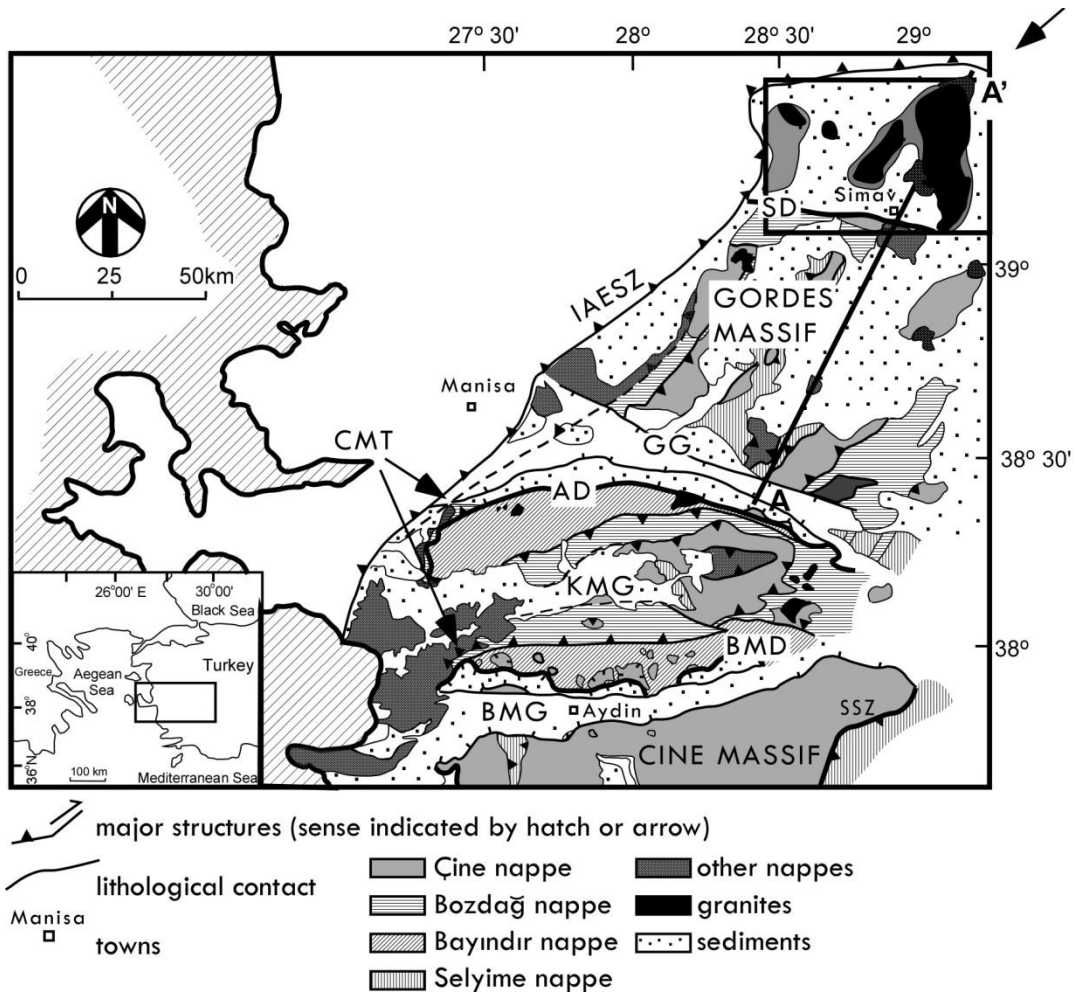 27° 30'
28°
28° 30'
29°
A'
N
0 25 50km
Simav
SD
39°
IAESZ
GORDES
MASSIF
Manisa
CMT
GG
38° 30'
AD
A
KMG
BMD
38°
BMG
Aydin
SSZ
CINE MASSIF
26°00' E
30°00'
Black Sea
40°
Greece
Aegean
Sea
Turkey
38°
36°N
100 km
Mediterranean Sea
major structures (sense indicated by hatch or arrow)
lithological contact
Manisa
towns
Çine nappe
Bozdağ nappe
Bayındır nappe
Selyime nappe
other nappes
granites
sediments